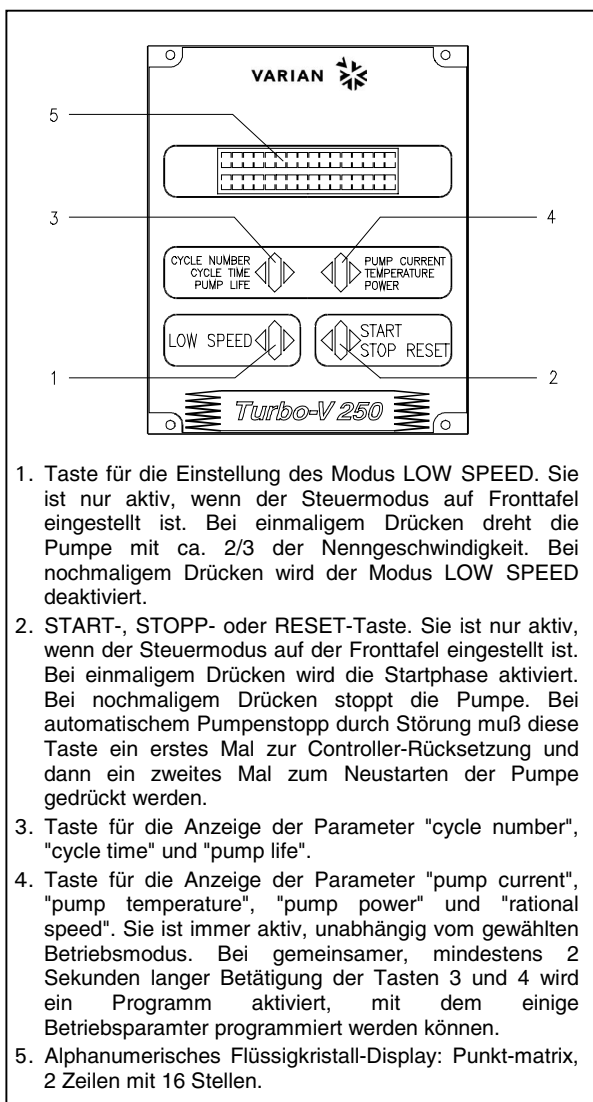 VARIAN
5
3
4
CYCLE NUMBER
CYCLE TIME
PUMP LIFE
PUMP CURRENT
TEMPERATURE
POWER
LOW SPEED
START
STOP RESET
1
2
Turbo-V 250
1. Taste für die Einstellung des Modus LOW SPEED. Sie
ist nur aktiv, wenn der Steuermodus auf Fronttafel
eingestellt ist. Bei einmaligem Drücken dreht die
Pumpe mit ca. 2/3 der Nenngeschwindigkeit. Bei
nochmaligem Drücken wird der Modus LOW SPEED
deaktiviert.
2. START-, STOPP- oder RESET-Taste. Sie ist nur aktiv,
wenn der Steuermodus auf der Fronttafel eingestellt ist.
Bei einmaligem Drücken wird die Startphase aktiviert.
Bei nochmaligem Drücken stoppt die Pumpe. Bei
automatischem Pumpenstopp durch Störung muß diese
Taste ein erstes Mal zur Controller-Rücksetzung und
dann ein zweites Mal zum Neustarten der Pumpe
gedrückt werden.
3. Taste für die Anzeige der Parameter "cycle number",
"cycle time" und "pump life".
4. Taste für die Anzeige der Parameter "pump current",
"pump temperature", "pump power" und "rational
speed". Sie ist immer aktiv, unabhängig vom gewählten
Betriebsmodus. Bei gemeinsamer, mindestens 2
Sekunden langer Betätigung der Tasten 3 und 4 wird
ein Programm aktiviert, mit dem einige
Betriebsparamter programmiert werden können.
5. Alphanumerisches Flüssigkristall-Display: Punkt-matrix,
2 Zeilen mit 16 Stellen.